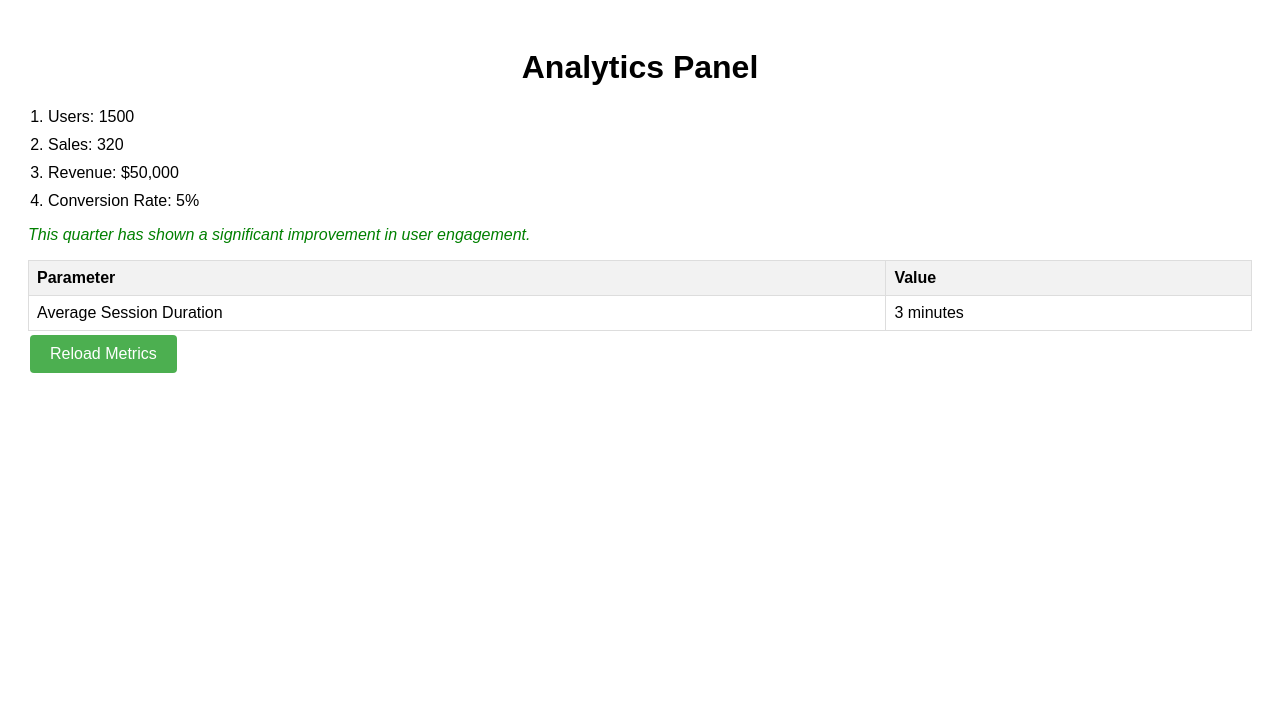 Analytics Panel
1. Users: 1500
2. Sales: 320
3. Revenue: $50,000
4. Conversion Rate: 5%
This quarter has shown a significant improvement in user engagement.
Parameter Value
Average Session Duration 3 minutes
Reload Metrics